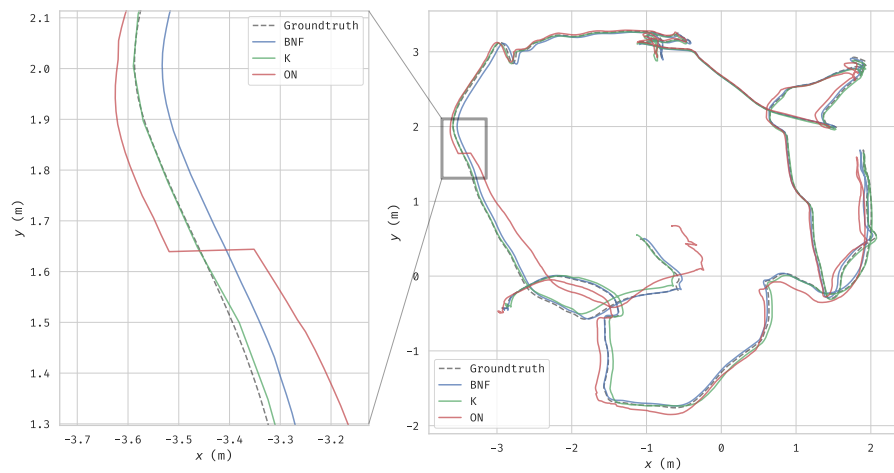 2.1
2.0
1.9
1.8
1.7
1.6
1.5
1.4
1.3
y (m)
-3.7 -3.6 -3.5 -3.4 -3.3 -3.2
x (m)
Groundtruth
BNF
K
ON
3
2
1
0
-1
-2
y (m)
-3 -2 -1 0 1 2
x (m)
Groundtruth
BNF
K
ON